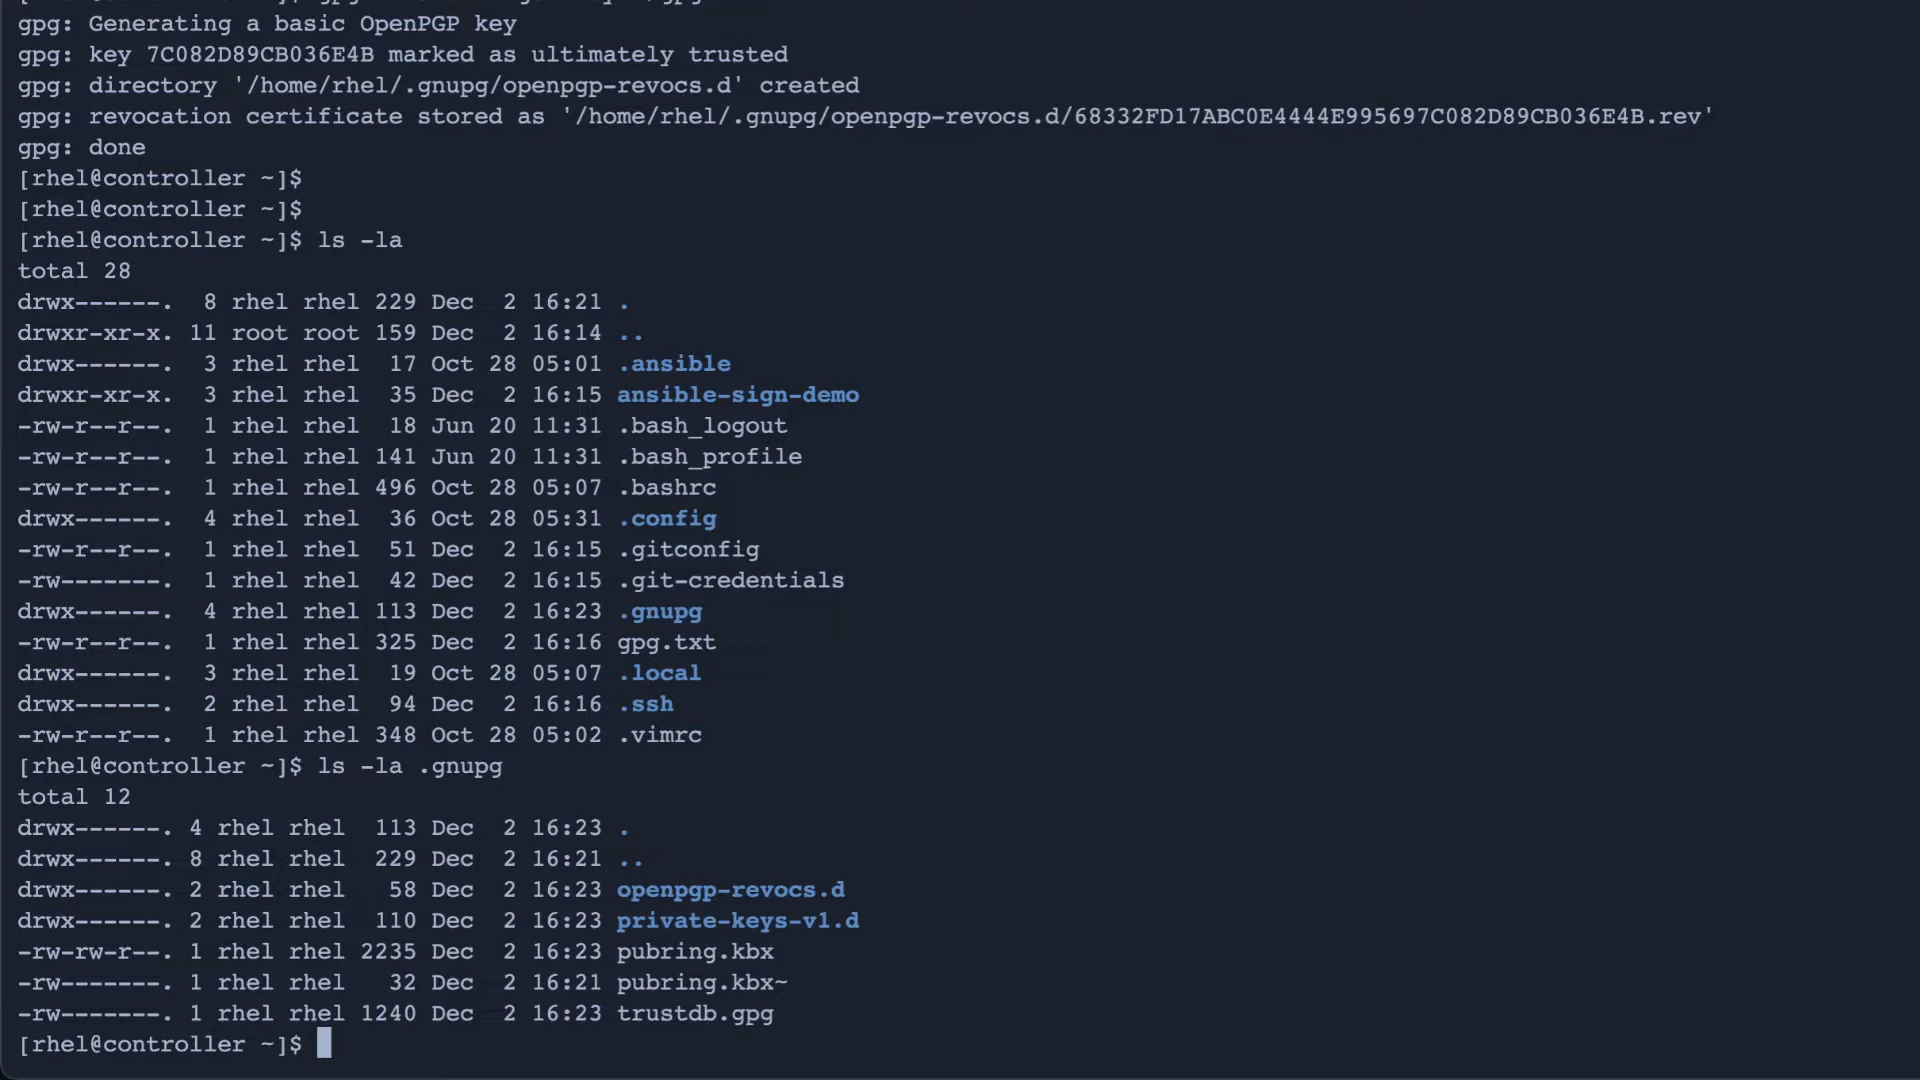 gpg: Generating a basic OpenPGP key
gpg: key 7C082D89CB036E4B marked as ultimately trusted
gpg: directory '/home/rhel/.gnupg/openpgp-revocs.d' created
gpg: revocation certificate stored as '/home/rhel/.gnupg/openpgp-revocs.d/68332FD17ABC0E4444E995697C082D89CB036E4B.rev'
gpg: done
[rhel@controller ~]$
[rhel@controller ~]$
[rhel@controller ~]$ ls -la
total 28
drwx------.  8 rhel rhel 229 Dec  2 16:21 .
drwxr-xr-x. 11 root root 159 Dec  2 16:14 ..
drwx------.  3 rhel rhel  17 Oct 28 05:01 .ansible
drwxr-xr-x.  3 rhel rhel  35 Dec  2 16:15 ansible-sign-demo
-rw-r--r--.  1 rhel rhel  18 Jun 20 11:31 .bash_logout
-rw-r--r--.  1 rhel rhel 141 Jun 20 11:31 .bash_profile
-rw-r--r--.  1 rhel rhel 496 Oct 28 05:07 .bashrc
drwx------.  4 rhel rhel  36 Oct 28 05:31 .config
-rw-r--r--.  1 rhel rhel  51 Dec  2 16:15 .gitconfig
-rw-------.  1 rhel rhel  42 Dec  2 16:15 .git-credentials
drwx------.  4 rhel rhel 113 Dec  2 16:23 .gnupg
-rw-r--r--.  1 rhel rhel 325 Dec  2 16:16 gpg.txt
drwx------.  3 rhel rhel  19 Oct 28 05:07 .local
drwx------.  2 rhel rhel  94 Dec  2 16:16 .ssh
-rw-r--r--.  1 rhel rhel 348 Oct 28 05:02 .vimrc
[rhel@controller ~]$ ls -la .gnupg
total 12
drwx------. 4 rhel rhel  113 Dec  2 16:23 .
drwx------. 8 rhel rhel  229 Dec  2 16:21 ..
drwx------. 2 rhel rhel   58 Dec  2 16:23 openpgp-revocs.d
drwx------. 2 rhel rhel  110 Dec  2 16:23 private-keys-v1.d
-rw-rw-r--. 1 rhel rhel 2235 Dec  2 16:23 pubring.kbx
-rw-------. 1 rhel rhel   32 Dec  2 16:21 pubring.kbx~
-rw-------. 1 rhel rhel 1240 Dec  2 16:23 trustdb.gpg
[rhel@controller ~]$